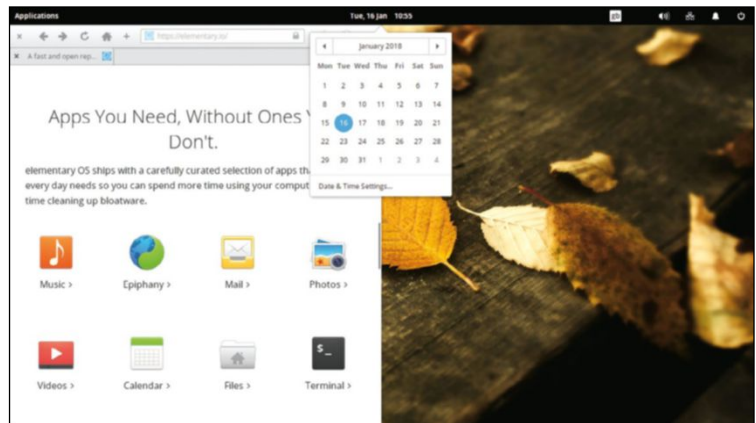 Applications
Tue, 16 Jan 10:55
https://elementary.io/
A fast and open rep...
January 2018
Mon Tue Wed Thu Fri Sat Sun
1 2 3 4 5 6 7
8 9 10 11 12 13 14
15 16 17 18 19 20 21
22 23 24 25 26 27 28
29 30 31 1 2 3 4
Date & Time Settings...
Apps You Need, Without Ones
Don't.
elementary OS ships with a carefully curated selection of apps
every day needs so you can spend more time using your
time cleaning up bloatware.
Music >
Epiphany >
Mail >
Photos >
Videos >
Calendar >
Files >
Terminal >